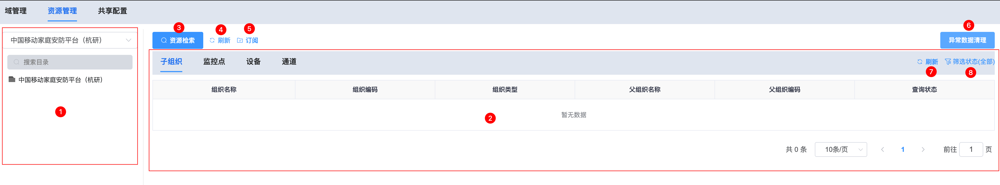 域管理 资源管理 共享配置
3 4 5 6
中国移动家庭安防平台（杭研）
资源检索 刷新 订阅 异常数据清理
搜索目录
子组织 监控点 设备 通道 刷新 筛选状态(全部)
7 8
中国移动家庭安防平台（杭研）
组织名称 组织编码 组织类型 父组织名称 父组织编码 查询状态
1
2 暂无数据
共 0 条 10条/页 1 前往 1 页